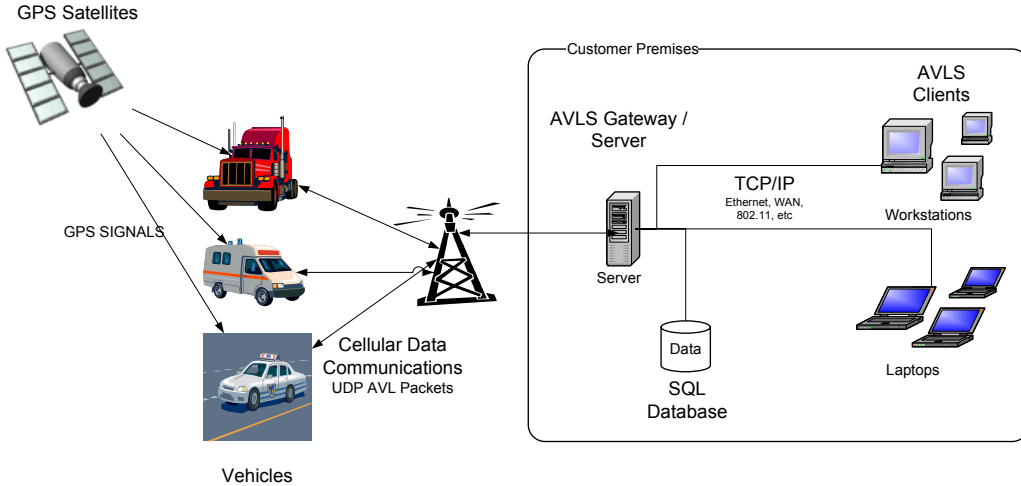 GPS Satellites
Customer Premises
AVLS
Clients
AVLS Gateway /
Server
TCP/IP
Ethernet, WAN,
802.11, etc
Workstations
GPS SIGNALS
Server
Cellular Data
Communications
UDP AVL Packets
Data
SQL
Database
Laptops
Vehicles